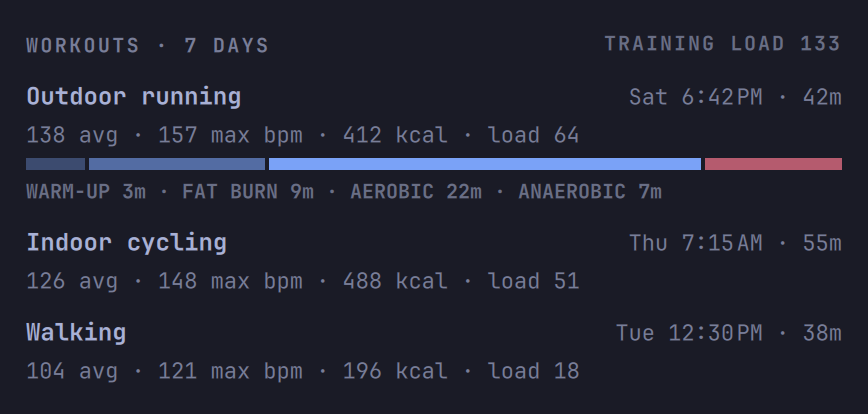 WORKOUTS · 7 DAYS TRAINING LOAD 133
Outdoor running Sat 6:42PM · 42m
138 avg · 157 max bpm · 412 kcal · load 64
WARM-UP 3m · FAT BURN 9m · AEROBIC 22m · ANAEROBIC 7m
Indoor cycling Thu 7:15AM · 55m
126 avg · 148 max bpm · 488 kcal · load 51
Walking Tue 12:30PM · 38m
104 avg · 121 max bpm · 196 kcal · load 18